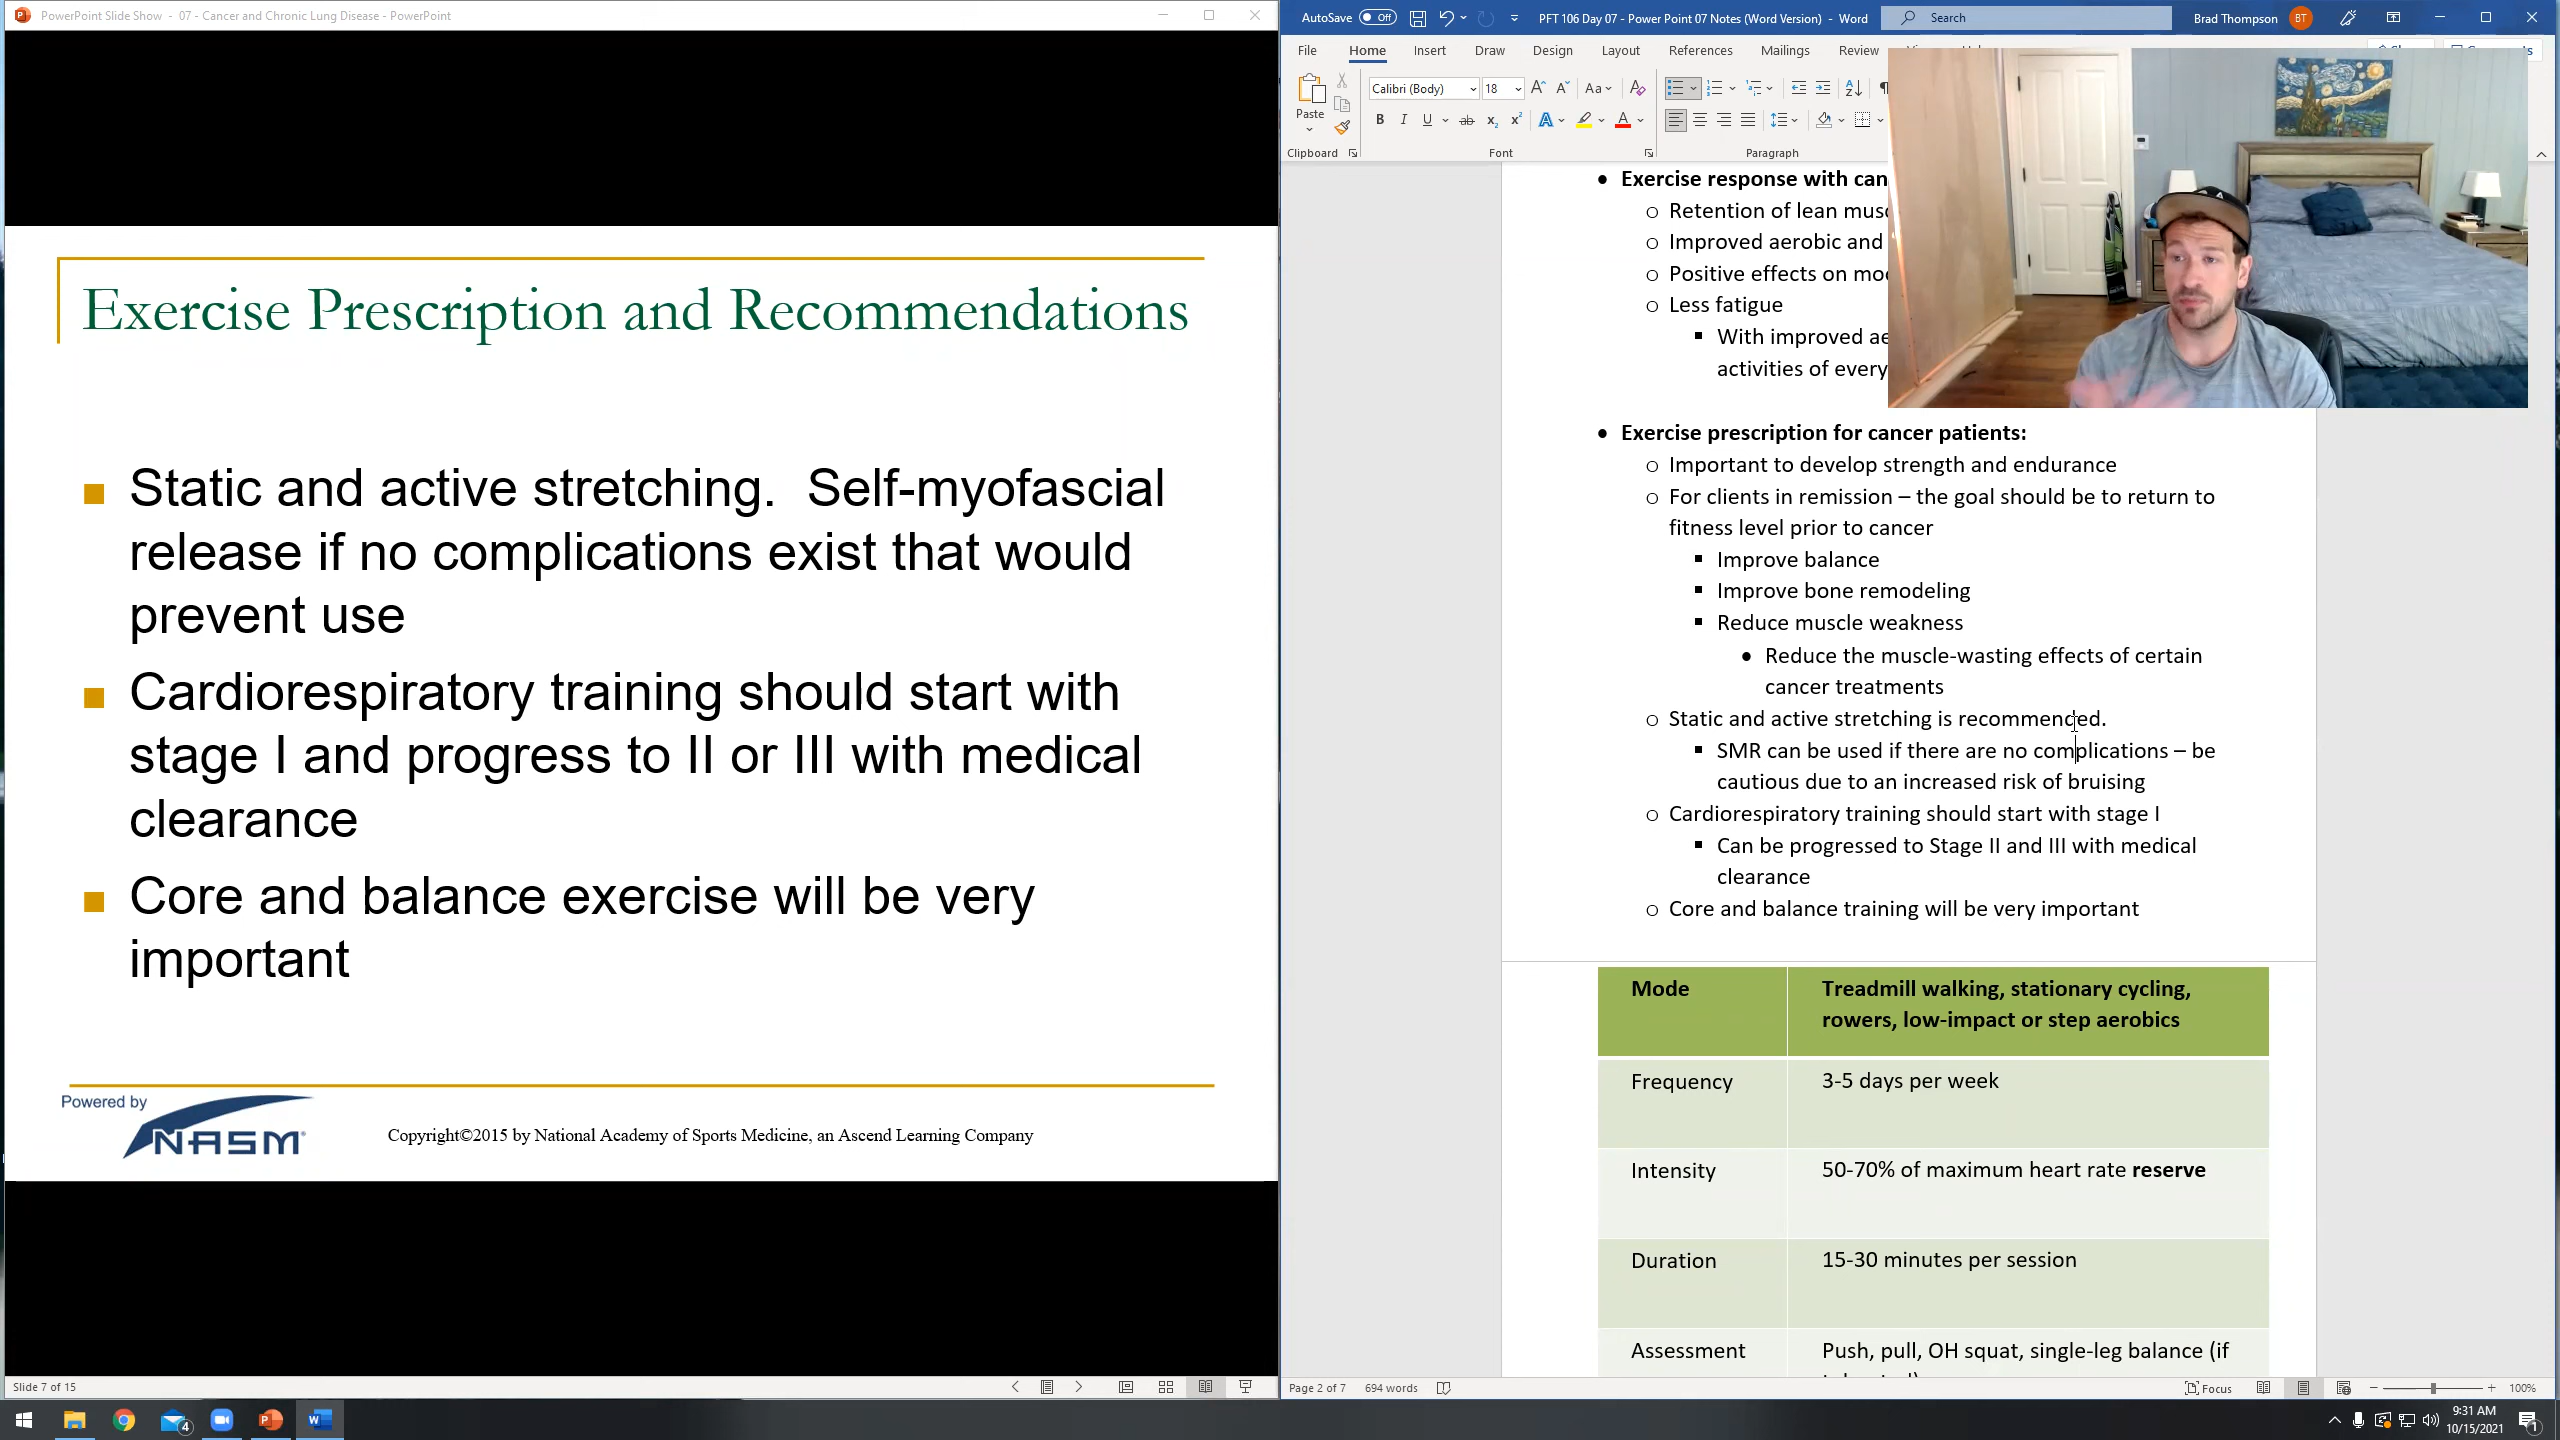 PowerPoint Slide Show - 07 - Cancer and Chronic Lung Disease - PowerPoint
Exercise Prescription and Recommendations
Static and active stretching. Self-myofascial
release if no complications exist that would
prevent use
Cardiorespiratory training should start with
stage I and progress to II or III with medical
clearance
Core and balance exercise will be very
important
Powered by
NASM
Copyright©2015 by National Academy of Sports Medicine, an Ascend Learning Company
Slide 7 of 15
AutoSave Off
PFT 106 Day 07 - Power Point 07 Notes (Word Version) - Word
Search
Brad Thompson BT
File Home Insert Draw Design Layout References Mailings Review
Paste
Calibri (Body) 18
Clipboard Font Paragraph
Exercise response with can
Retention of lean musc
Improved aerobic and
Positive effects on moo
Less fatigue
With improved ae
activities of every
Exercise prescription for cancer patients:
Important to develop strength and endurance
For clients in remission – the goal should be to return to
fitness level prior to cancer
Improve balance
Improve bone remodeling
Reduce muscle weakness
Reduce the muscle-wasting effects of certain
cancer treatments
Static and active stretching is recommended.
SMR can be used if there are no complications – be
cautious due to an increased risk of bruising
Cardiorespiratory training should start with stage I
Can be progressed to Stage II and III with medical
clearance
Core and balance training will be very important
Mode Treadmill walking, stationary cycling,
rowers, low-impact or step aerobics
Frequency 3-5 days per week
Intensity 50-70% of maximum heart rate reserve
Duration 15-30 minutes per session
Assessment Push, pull, OH squat, single-leg balance (if
Page 2 of 7 694 words
Focus
100%
4
9:31 AM
10/15/2021
1